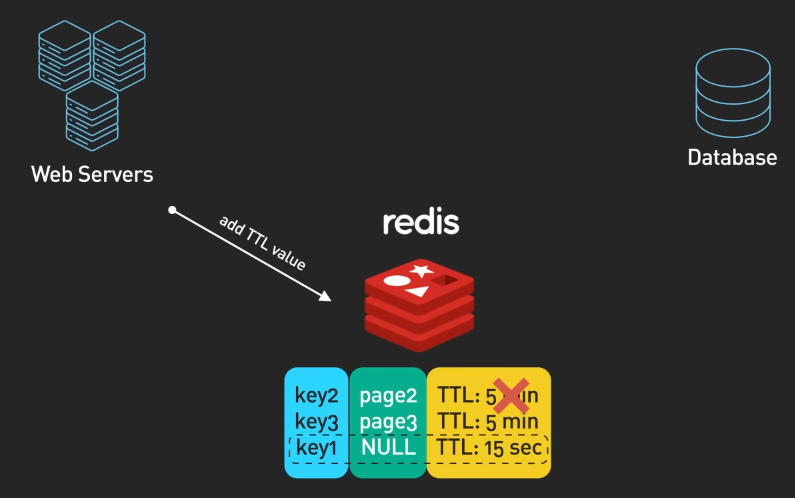 Web Servers
Database
add TTL value
redis
key2 page2 TTL: 5
key3 page3 TTL: 5 min
key1 NULL TTL: 15 sec